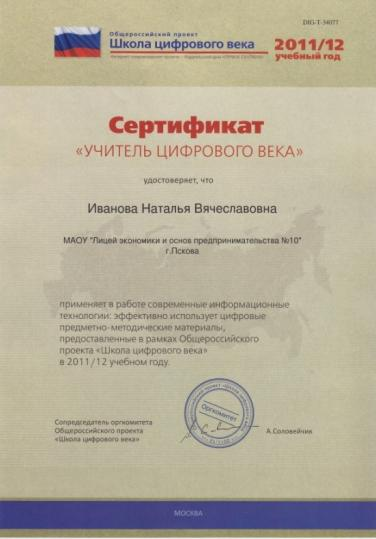 DIG-T-34077
Общероссийский проект
Школа цифрового века
2011/12
учебный год
Сертификат
«УЧИТЕЛЬ ЦИФРОВОГО ВЕКА»
удостоверяет, что
Иванова Наталья Вячеславовна
МАОУ "Лицей экономики и основ предпринимательства №10"
г.Пскова
применяет в работе современные информационные
технологии: эффективно использует цифровые
предметно-методические материалы,
предоставленные в рамках Общероссийского
проекта «Школа цифрового века»
в 2011/12 учебном году.
Оргкомитет
Сопредседатель оргкомитета
Общероссийского проекта
«Школа цифрового века»
А.Соловейчик
МОСКВА